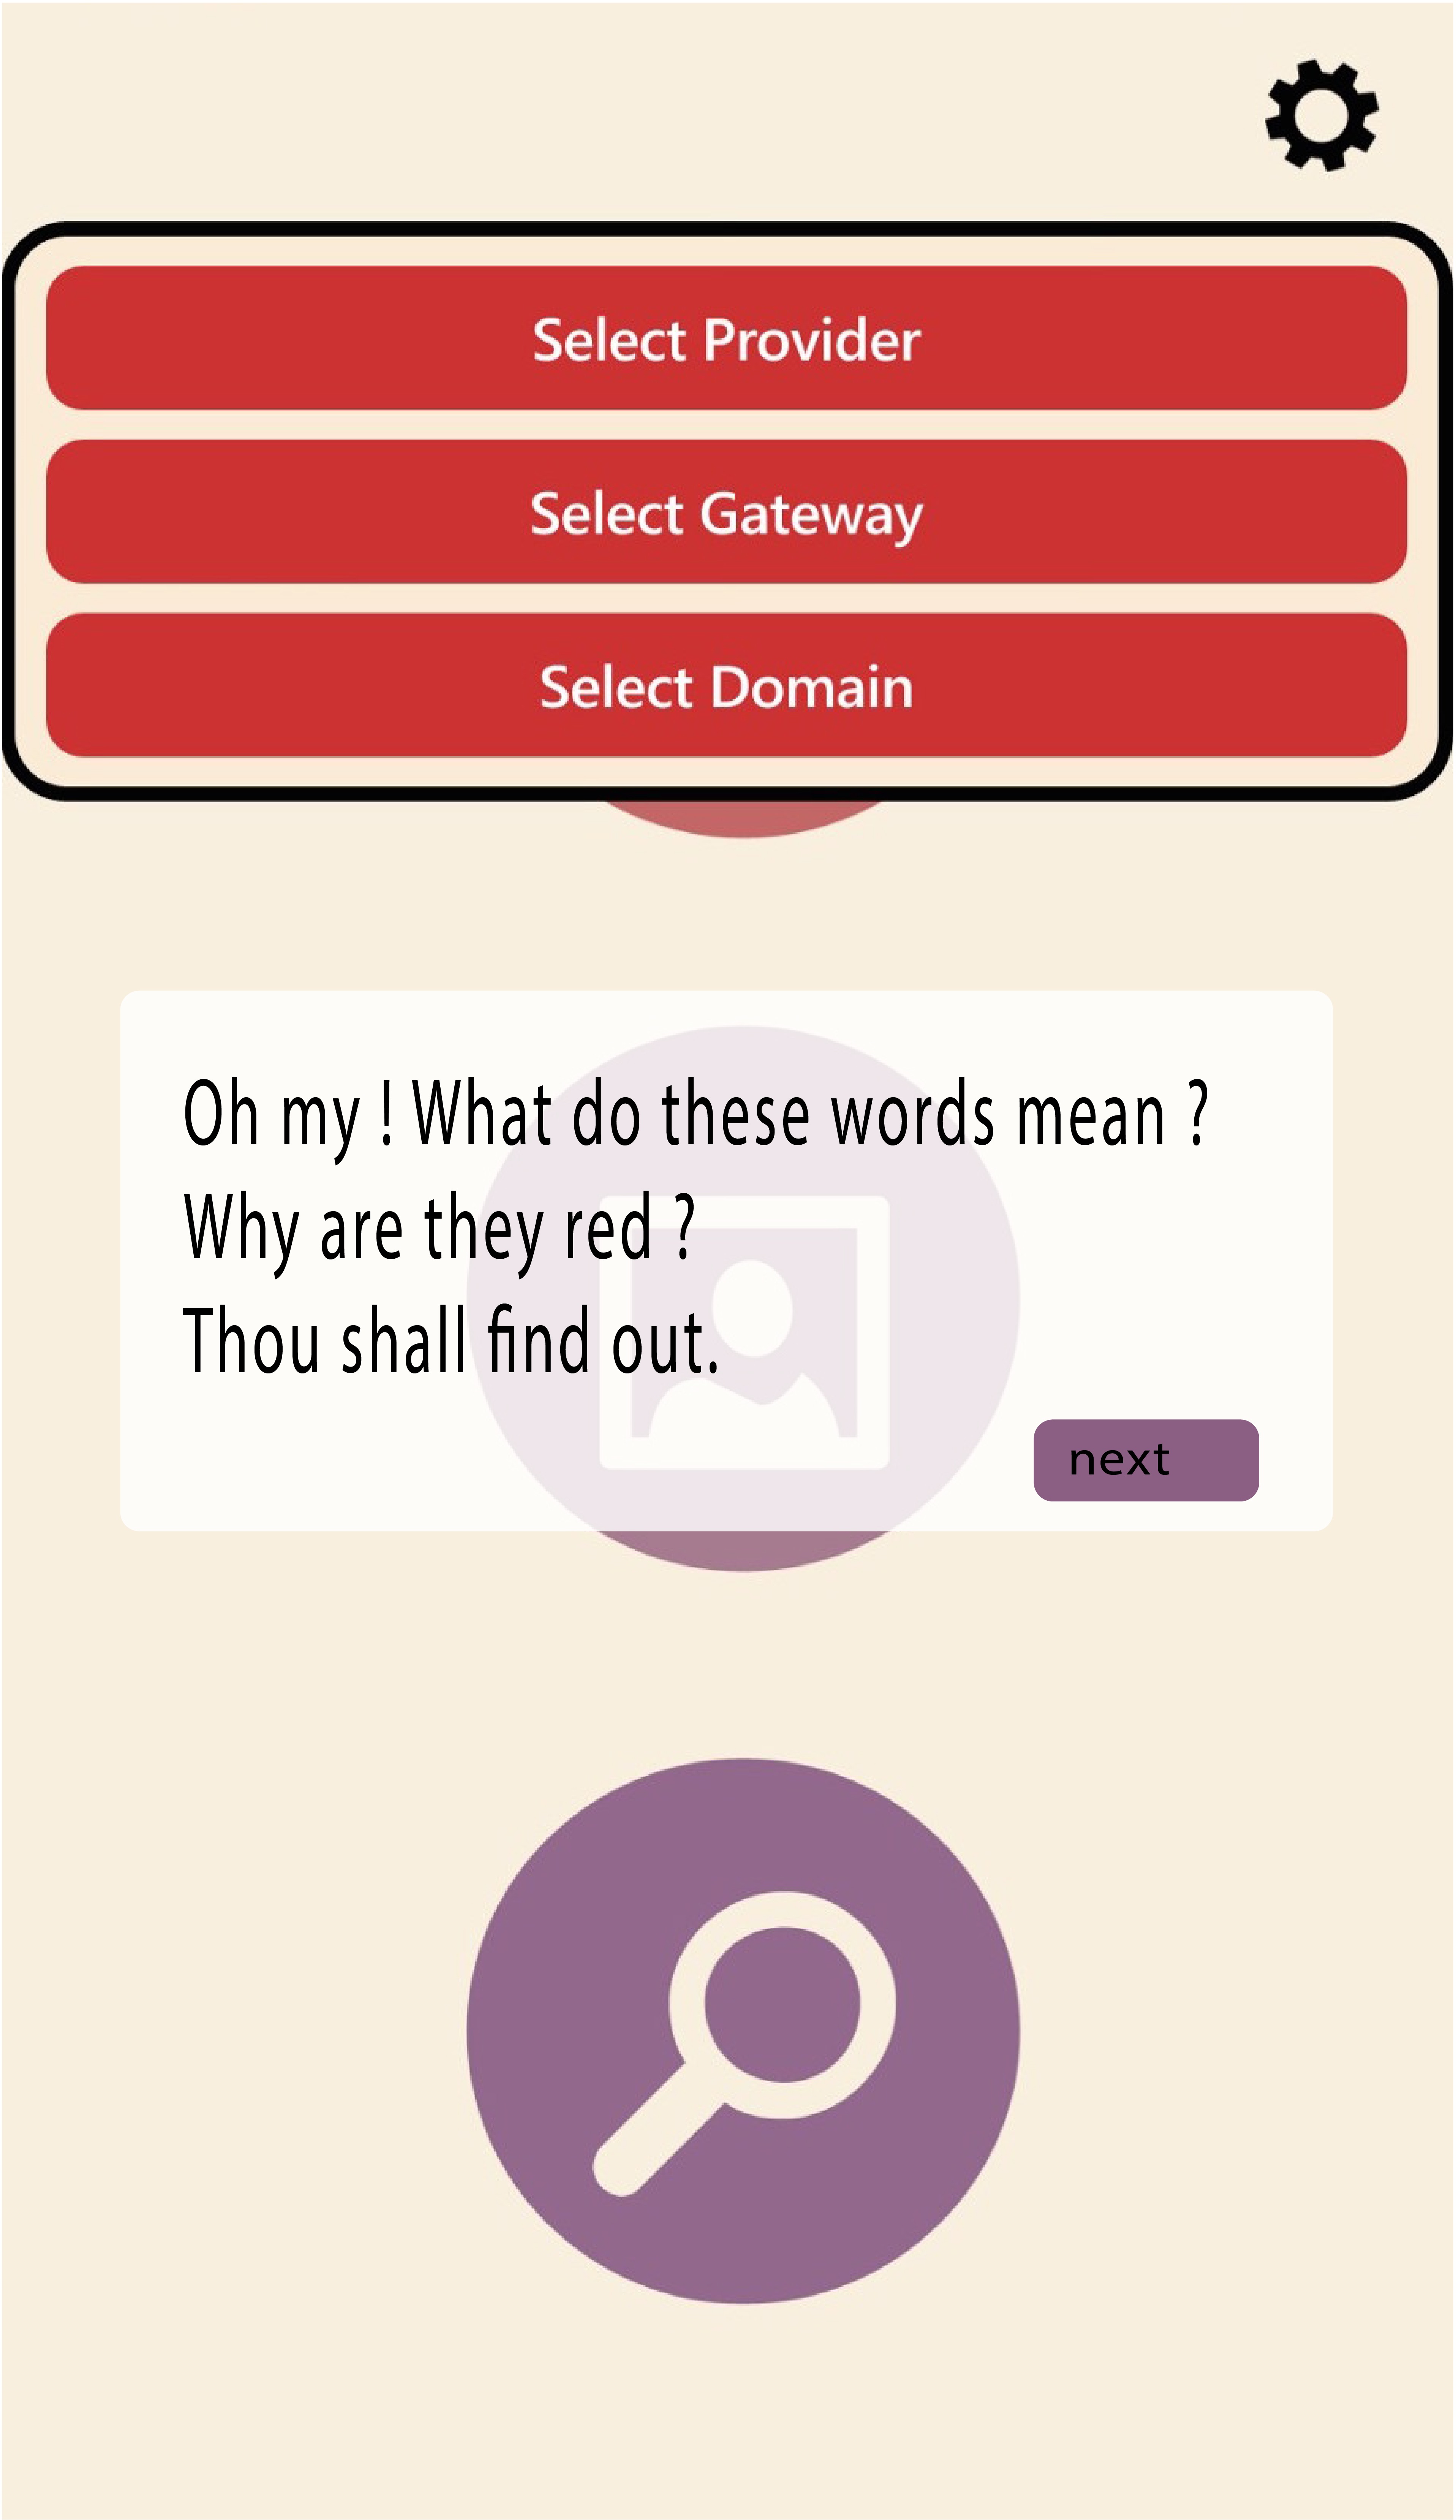 Select Provider
Select Gateway
Select Domain
Oh my ! What do these words mean ?
Why are they red ?
Thou shall find out.
next